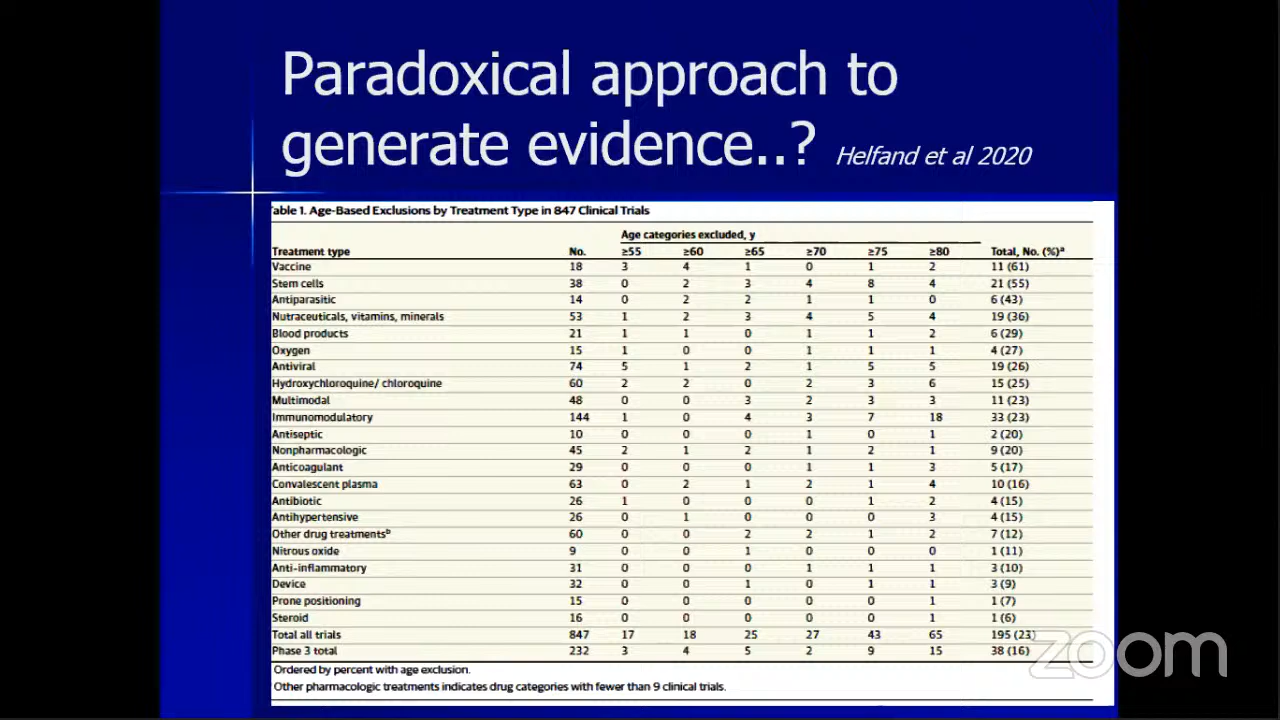 Paradoxical approach to
generate evidence..? Helfand et al 2020
Table 1. Age-Based Exclusions by Treatment Type in 847 Clinical Trials
Age categories excluded, y
Treatment type No. ≥55 ≥60 ≥65 ≥70 ≥75 ≥80 Total, No. (%)ᵃ
Vaccine 18 3 4 1 0 1 2 11 (61)
Stem cells 38 0 2 3 4 8 4 21 (55)
Antiparasitic 14 0 2 2 1 1 0 6 (43)
Nutraceuticals, vitamins, minerals 53 1 2 3 4 5 4 19 (36)
Blood products 21 1 1 0 1 1 2 6 (29)
Oxygen 15 1 0 0 1 1 1 4 (27)
Antiviral 74 5 1 2 1 5 5 19 (26)
Hydroxychloroquine/ chloroquine 60 2 2 0 2 3 6 15 (25)
Multimodal 48 0 0 3 2 3 3 11 (23)
Immunomodulatory 144 1 0 4 3 7 18 33 (23)
Antiseptic 10 0 0 0 1 0 1 2 (20)
Nonpharmacologic 45 2 1 2 1 2 1 9 (20)
Anticoagulant 29 0 0 0 1 1 3 5 (17)
Convalescent plasma 63 0 2 1 2 1 4 10 (16)
Antibiotic 26 1 0 0 0 1 2 4 (15)
Antihypertensive 26 0 1 0 0 0 3 4 (15)
Other drug treatmentsᵇ 60 0 0 2 2 1 2 7 (12)
Nitrous oxide 9 0 0 1 0 0 0 1 (11)
Anti-inflammatory 31 0 0 0 1 1 1 3 (10)
Device 32 0 0 1 0 1 1 3 (9)
Prone positioning 15 0 0 0 0 0 1 1 (7)
Steroid 16 0 0 0 0 0 1 1 (6)
Total all trials 847 17 18 25 27 43 65 195 (23)
Phase 3 total 232 3 4 5 2 9 15 38 (16)
Ordered by percent with age exclusion.
Other pharmacologic treatments indicates drug categories with fewer than 9 clinical trials.
zoom